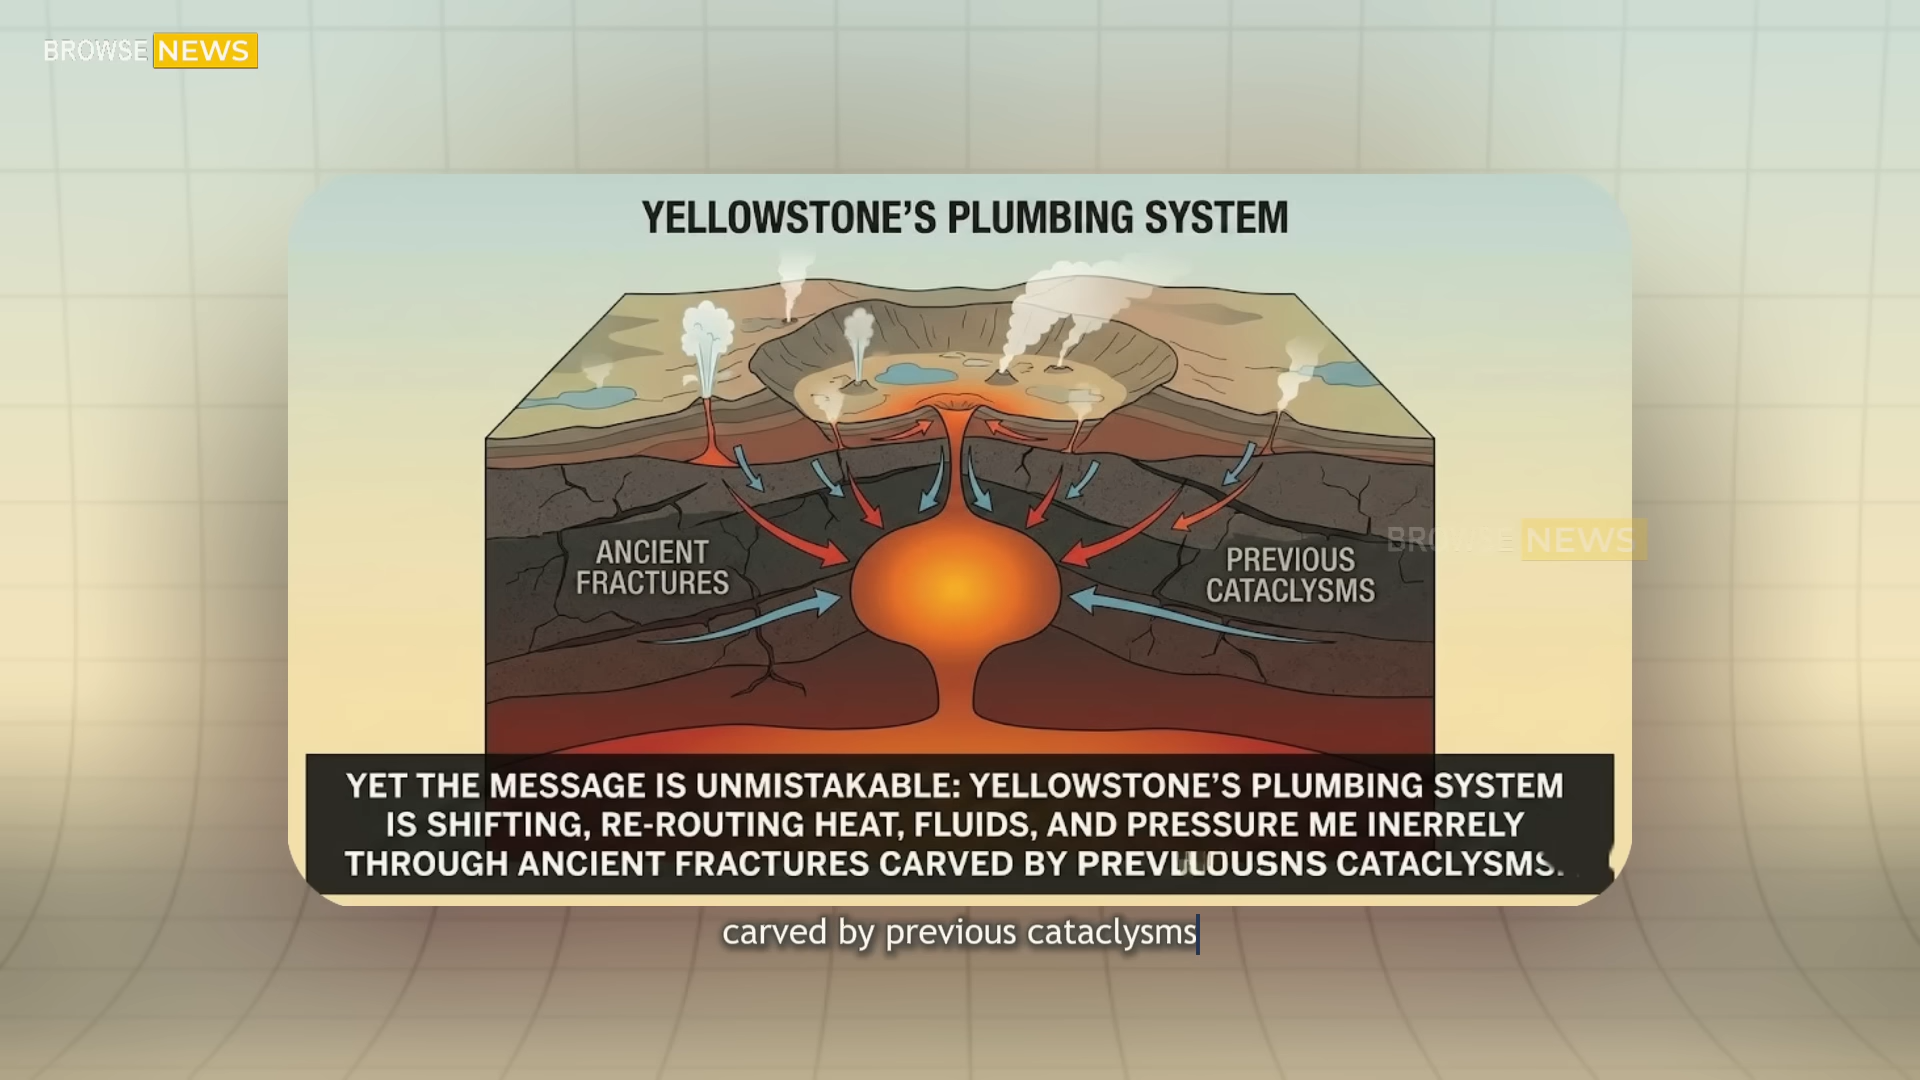 BROWSE NEWS
YELLOWSTONE'S PLUMBING SYSTEM
ANCIENT
FRACTURES
PREVIOUS
CATACLYSMS
BROWSE NEWS
YET THE MESSAGE IS UNMISTAKABLE: YELLOWSTONE'S PLUMBING SYSTEM
IS SHIFTING, RE-ROUTING HEAT, FLUIDS, AND PRESSURE ME INERRELY
THROUGH ANCIENT FRACTURES CARVED BY CATACLYSMS.
carved by previous cataclysms